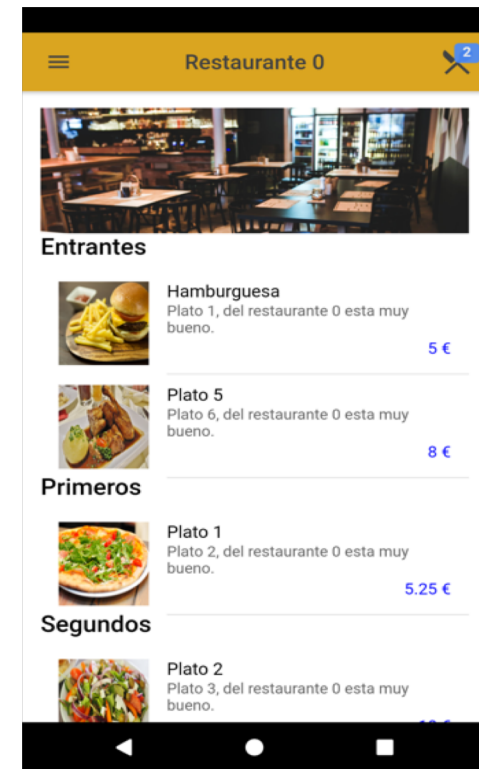 Restaurante 0
2
Entrantes
Hamburguesa
Plato 1, del restaurante 0 esta muy
bueno.
5 €
Plato 5
Plato 6, del restaurante 0 esta muy
bueno.
8 €
Primeros
Plato 1
Plato 2, del restaurante 0 esta muy
bueno.
5.25 €
Segundos
Plato 2
Plato 3, del restaurante 0 esta muy
bueno.